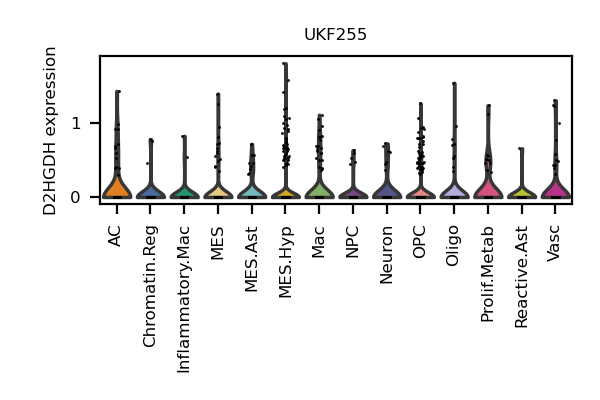 UKF255
D2HGDH expression
1
0
AC
Chromatin.Reg
Inflammatory.Mac
MES
MES.Ast
MES.Hyp
Mac
NPC
Neuron
OPC
Oligo
Prolif.Metab
Reactive.Ast
Vasc